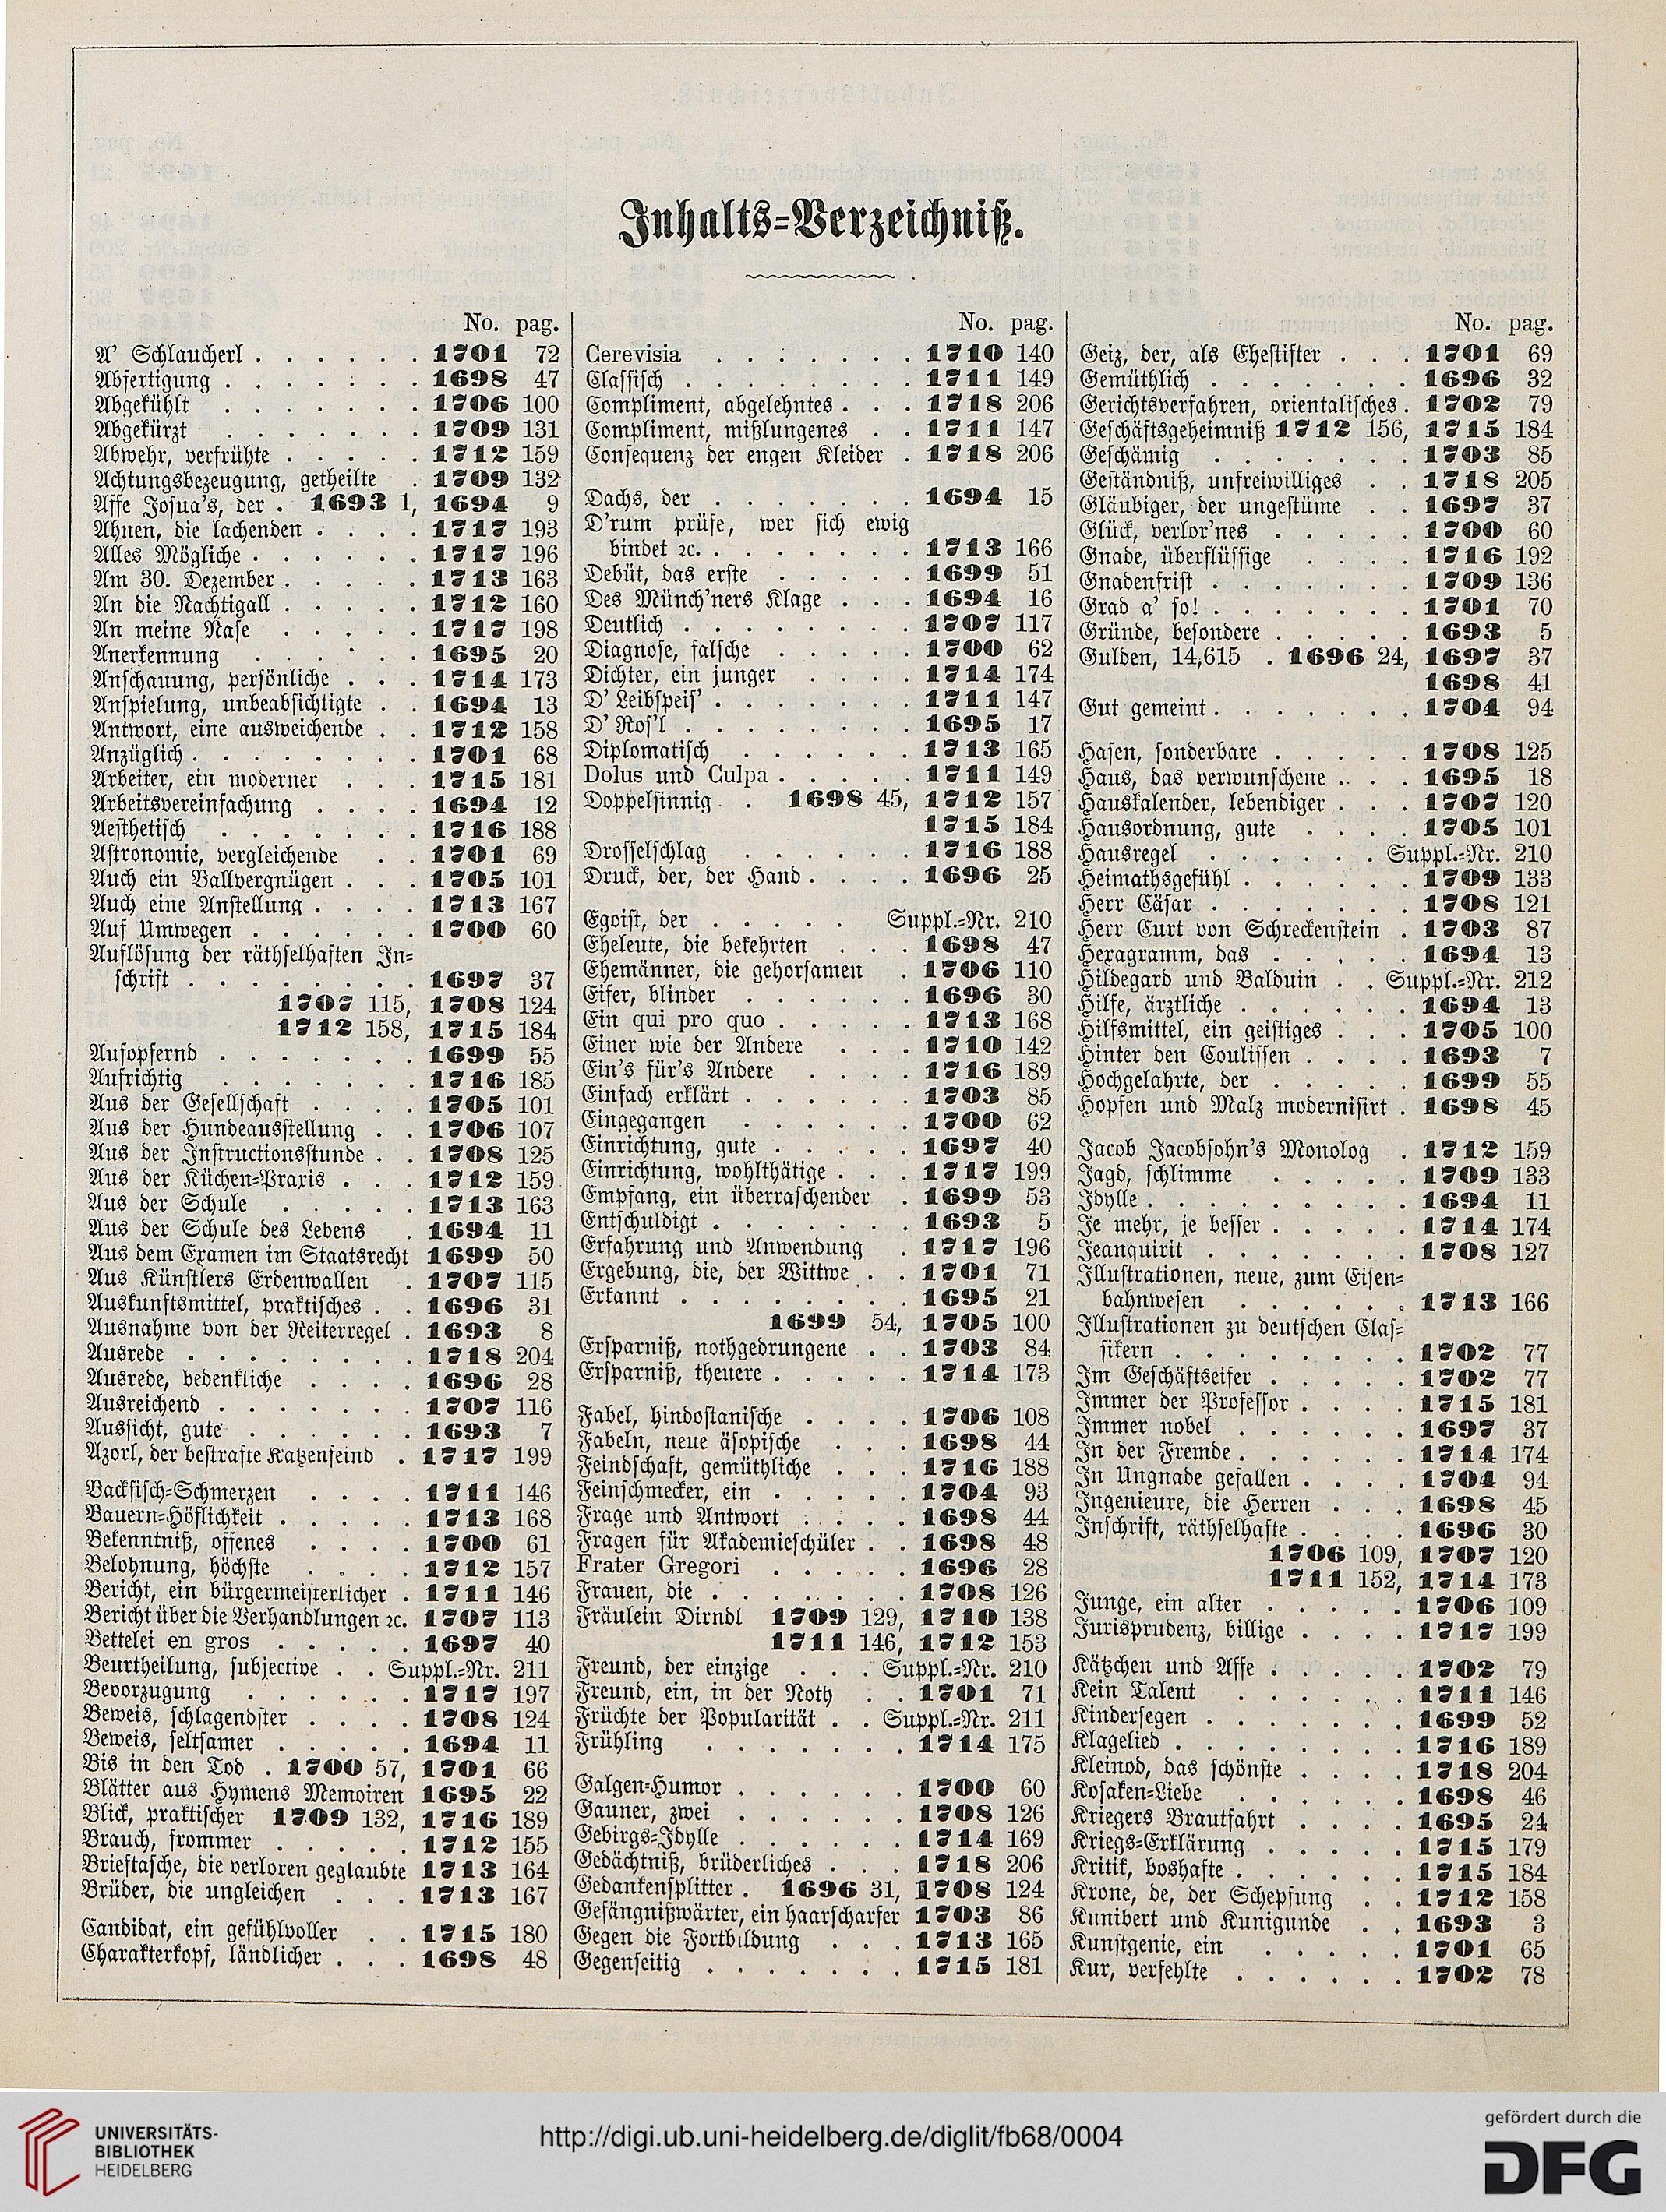 Inhalts=Verzeichniß.
No. pag.
A' Schlaucherl . . . . . . 1701 72
Abfertigung . . . . . . . 1698 47
Abgekühlt . . . . . . . 1706 100
Abgekürzt . . . . . . . 1709 131
Abwehr, verfrühte . . . . . 1712 159
Achtungsbezeugung, getheilte . 1709 132
Affe Josua's, der . 1693 1, 1694 9
Ahnen, die lachenden . . . . 1717 193
Alles Mögliche . . . . . . 1717 196
Am 30. Dezember . . . . . 1713 163
An die Nachtigall . . . . . 1712 160
An meine Nase . . . . . 1717 198
Anerkennung . . . . . . 1695 20
Anschauung, persönliche . . . 1714 173
Anspielung, unbeabsichtigte . . 1694 13
Antwort, eine ausweichende . . 1712 158
Anzüglich . . . . . . . . 1701 68
Arbeiter, ein moderner . . . 1715 181
Arbeitsvereinfachung . . . . 1694 12
Aesthetisch . . . . . . . 1716 188
Astronomie, vergleichende . . 1701 69
Auch ein Ballvergnügen . . . 1705 101
Auch eine Anstellung . . . . 1713 167
Auf Umwegen . . . . . . 1700 60
Auflösung der räthselhaften In=
schrift . . . . . . . . 1697 37
1707 115, 1708 124
1712 158, 1715 184
Aufopfernd . . . . . . . 1699 55
Aufrichtig . . . . . . . 1716 185
Aus der Gesellschaft . . . . 1705 101
Aus der Hundeausstellung . . 1706 107
Aus der Instructionsstunde . . 1708 125
Aus der Küchen=Praxis . . . 1712 159
Aus der Schule . . . . . 1713 163
Aus der Schule des Lebens . 1694 11
Aus dem Examen im Staatsrecht 1699 50
Aus Künstlers Erdenwallen . 1707 115
Auskunftsmittel, praktisches . . 1696 31
Ausnahme von der Reiterregel . 1693 8
Ausrede . . . . . . . . 1718 204
Ausrede, bedenkliche . . . . 1696 28
Ausreichend . . . . . . . 1707 116
Aussicht, gute . . . . . . 1693 7
Azorl, der bestrafte Katzenfeind . 1717 199
Backfisch=Schmerzen . . . . 1711 146
Bauern=Höflichkeit . . . . . 1713 168
Bekenntniß, offenes . . . . 1700 61
Belohnung, höchste . . . . 1712 157
Bericht, ein bürgermeisterlicher . 1711 146
Bericht über die Verhandlungen ꝛc. 1707 113
Bettelei en gros . . . . . 1697 40
Beurtheilung, subjective . . Suppl.=Nr. 211
Bevorzugung . . . . . . 1717 197
Beweis, schlagendster . . . . 1708 124
Beweis, seltsamer . . . . . 1694 11
Bis in den Tod . 1700 57, 1701 66
Blätter aus Hymens Memoiren 1695 22
Blick, praktischer 1709 132, 1716 189
Brauch, frommer . . . . . 1712 155
Brieftasche, die verloren geglaubte 1713 164
Brüder, die ungleichen . . . 1713 167
Candidat, ein gefühlvoller . . 1715 180
Charakterkopf, ländlicher . . . 1698 48
No. pag.
Cerevisia . . . . . . . 1710 140
Classisch . . . . . . . . 1711 149
Compliment, abgelehntes . . . 1718 206
Compliment, mißlungenes . . 1711 147
Consequenz der engen Kleider . 1718 206
Dachs, der . . . . . . . 1694 15
D'rum prüfe, wer sich ewig
bindet ꝛc. . . . . . . . 1713 166
Debüt, das erste . . . . . 1699 51
Des Münch'ners Klage . . . 1694 16
Deutlich . . . . . . . . 1707 117
Diagnose, falsche . . . . . 1700 62
Dichter, ein junger . . . . 1714 174
D' Leibspeis' . . . . . . . 1711 147
D' Ros'l . . . . . . . . 1695 17
Diplomatisch . . . . . . 1713 165
Dolus und Culpa . . . . . 1711 149
Doppelsinnig . 1698 45, 1712 157
1715 184
Drosselschlag . . . . . . 1716 188
Druck, der, der Hand . . . . 1696 25
Egoist, der . . . . . Suppl.=Nr. 210
Eheleute, die bekehrten . . . 1698 47
Ehemänner, die gehorsamen . 1706 110
Eifer, blinder . . . . . . 1696 30
Ein qui pro quo . . . . . 1713 168
Einer wie der Andere . . . 1710 142
Ein's für's Andere . . . . 1716 189
Einfach erklärt . . . . . . 1703 85
Eingegangen . . . . . . 1700 62
Einrichtung, gute . . . . . 1697 40
Einrichtung, wohlthätige . . . 1717 199
Empfang, ein überraschender . 1699 53
Entschuldigt . . . . . . . 1693 5
Erfahrung und Anwendung . 1717 196
Ergebung, die, der Wittwe . . 1701 71
Erkannt . . . . . . . . 1695 21
1699 54, 1705 100
Ersparniß, nothgedrungene . . 1703 84
Ersparniß, theuere . . . . . 1714 173
Fabel, hindostanische . . . . 1706 108
Fabeln, neue äsopische . . . 1698 44
Feindschaft, gemüthliche . . . 1716 188
Feinschmecker, ein . . . . . 1704 93
Frage und Antwort . . . . 1698 44
Fragen für Akademieschüler . . 1698 48
Frater Gregori . . . . . 1696 28
Frauen, die . . . . . . . 1708 126
Fräulein Dirndl 1709 129, 1710 138
1711 146, 1712 153
Freund, der einzige . . . Suppl.=Nr. 210
Freund, ein, in der Noth . . 1701 71
Früchte der Popularität . . Suppl.=Nr. 211
Frühling . . . . . . . 1714 175
Galgen=Humor . . . . . . 1700 60
Gauner, zwei . . . . . . 1708 126
Gebirgs=Idylle . . . . . . 1714 169
Gedächtniß, brüderliches . . . 1718 206
Gedankensplitter . 1696 31, 1708 124
Gefängnißwärter, ein haarscharfer 1703 86
Gegen die Fortbildung . . . 1713 165
Gegenseitig . . . . . . . 1715 181
No. pag.
Geiz, der, als Ehestifter . . . 1701 69
Gemüthlich . . . . . . . 1696 32
Gerichtsverfahren, orientalisches . 1702 79
Geschäftsgeheimniß 1712 156, 1715 184
Geschämig . . . . . . . 1703 85
Geständniß, unfreiwilliges . . 1718 205
Gläubiger, der ungestüme . . 1697 37
Glück, verlor'nes . . . . . 1700 60
Gnade, überflüssige . . . . 1716 192
Gnadenfrist . . . . . . . 1709 136
Grad a' so! . . . . . . . 1701 70
Gründe, besondere . . . . . 1693 5
Gulden, 14,615 . 1696 24, 1697 37
1698 41
Gut gemeint . . . . . . . 1704 94
Hasen, sonderbare . . . . . 1708 125
Haus, das verwunschene . . . 1695 18
Hauskalender, lebendiger . . . 1707 120
Hausordnung, gute . . . . 1705 101
Hausregel . . . . . . Suppl.=Nr. 210
Heimathsgefühl . . . . . . 1709 133
Herr Cäsar . . . . . . . 1708 121
Herr Curt von Schreckenstein . 1703 87
Hexagramm, das . . . . . 1694 13
Hildegard und Balduin . . Suppl.=Nr. 212
Hilfe, ärztliche . . . . . . 1694 13
Hilfsmittel, ein geistiges . . . 1705 100
Hinter den Coulissen . . . . 1693 7
Hochgelahrte, der . . . . . 1699 55
Hopfen und Malz modernisirt . 1698 45
Jacob Jacobsohn's Monolog . 1712 159
Jagd, schlimme . . . . . 1709 133
Idylle . . . . . . . . . 1694 11
Je mehr, je besser . . . . . 1714 174
Jeanquirit . . . . . . . 1708 127
Illustrationen, neue, zum Eisen=
bahnwesen . . . . . . 1713 166
Illustrationen zu deutschen Clas=
sikern . . . . . . . . 1702 77
Im Geschäftseifer . . . . . 1702 77
Immer der Professor . . . . 1715 181
Immer nobel . . . . . . 1697 37
In der Fremde . . . . . . 1714 174
In Ungnade gefallen . . . . 1704 94
Ingenieure, die Herren . . . 1698 45
Inschrift, räthselhafte . . . . 1696 30
1706 109, 1707 120
1711 152, 1714 173
Junge, ein alter . . . . . 1706 109
Jurisprudenz, billige . . . . 1717 199
Kätzchen und Affe . . . . . 1702 79
Kein Talent . . . . . . 1711 146
Kindersegen . . . . . . . 1699 52
Klagelied . . . . . . . . 1716 189
Kleinod, das schönste . . . . 1718 204
Kosaken=Liebe . . . . . . 1698 46
Kriegers Brautfahrt . . . . 1695 24
Kriegs=Erklärung . . . . . 1715 179
Kritik, boshafte . . . . . . 1715 184
Krone, de, der Schepfung . . 1712 158
Kunibert und Kunigunde . . 1693 3
Kunstgenie, ein . . . . . 1701 65
Kur, verfehlte . . . . . . 1702 78
UNIVERSITÄTS-
BIBLIOTHEK
HEIDELBERG
http://digi.ub.uni-heidelberg.de/diglit/fb68/0004
gefördert durch die
DFG